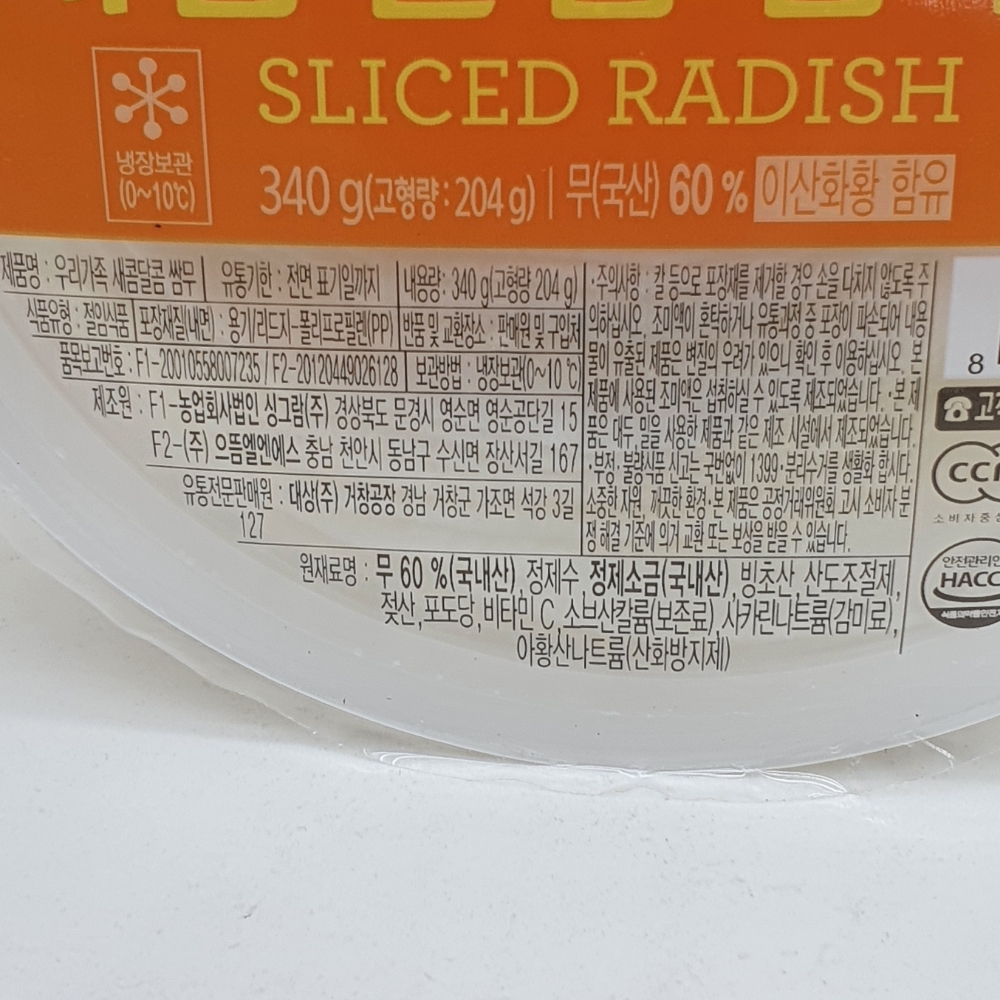 SLICED RADISH
냉장보관
(0~10℃)
340 g(고형량 : 204 g) | 무(국산) 60 % 이산화황 함유
제품명 : 우리가족 새콤달콤 쌈무
유통기한 : 전면 표기일까지
내용량 : 340 g(고형량 204 g)
식품유형 : 절임식품
포장재질(내면) : 용기/리드지-폴리프로필렌(PP)
반품 및 교환장소 : 판매원 및 구입처
품목보고번호 : F1-20010558007235 / F2-20120449026128
보관방법 : 냉장보관(0~10 ℃)
제조원 : F1-농업회사법인 싱그람(주) 경상북도 문경시 영순면 영순공단길 15
F2-(주) 으뜸엘엔에스 충남 천안시 동남구 수신면 장산서길 167
유통전문판매원 : 대상(주) 거창공장 경남 거창군 가조면 석강 3길
127
·주의사항 : 칼 등으로 포장재를 제거할 경우 손을 다치지 않도록 주
의하십시오. 조미액이 혼탁하거나 유통과정 중 포장이 파손되어 내용
물이 유출된 제품은 변질의 우려가 있으니 확인 후 이용하십시오. 본
제품에 사용된 조미액은 섭취하실 수 있도록 제조되었습니다. ·본 제
품은 대두, 밀을 사용한 제품과 같은 제조 시설에서 제조되었습니다.
·부정·불량식품 신고는 국번없이 1399·분리수거를 생활화 합시다.
소중한 자원, 깨끗한 환경·본 제품은 공정거래위원회 고시 소비자 분
쟁 해결 기준에 의거 교환 또는 보상을 받을 수 있습니다.
원재료명 : 무 60 %(국내산), 정제수, 정제소금(국내산), 빙초산, 산도조절제,
젖산, 포도당, 비타민 C, 소브산칼륨(보존료), 사카린나트륨(감미료),
아황산나트륨(산화방지제)
8
고
CC
소비자중
안전관리인
HACC